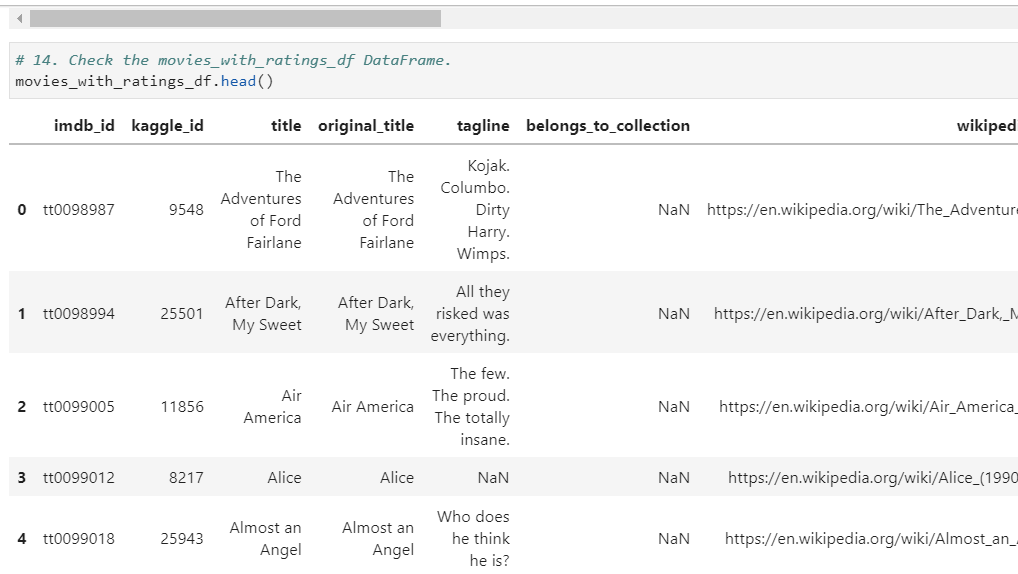 # 14. Check the movies_with_ratings_df DataFrame.
movies_with_ratings_df.head()
imdb_id kaggle_id title original_title tagline belongs_to_collection wikiped
0 tt0098987 9548 The Adventures of Ford Fairlane The Adventures of Ford Fairlane Kojak. Columbo. Dirty Harry. Wimps. NaN https://en.wikipedia.org/wiki/The_Adventure
1 tt0098994 25501 After Dark, My Sweet After Dark, My Sweet All they risked was everything. NaN https://en.wikipedia.org/wiki/After_Dark,_M
2 tt0099005 11856 Air America Air America The few. The proud. The totally insane. NaN https://en.wikipedia.org/wiki/Air_America_
3 tt0099012 8217 Alice Alice NaN NaN https://en.wikipedia.org/wiki/Alice_(1990
4 tt0099018 25943 Almost an Angel Almost an Angel Who does he think he is? NaN https://en.wikipedia.org/wiki/Almost_an_